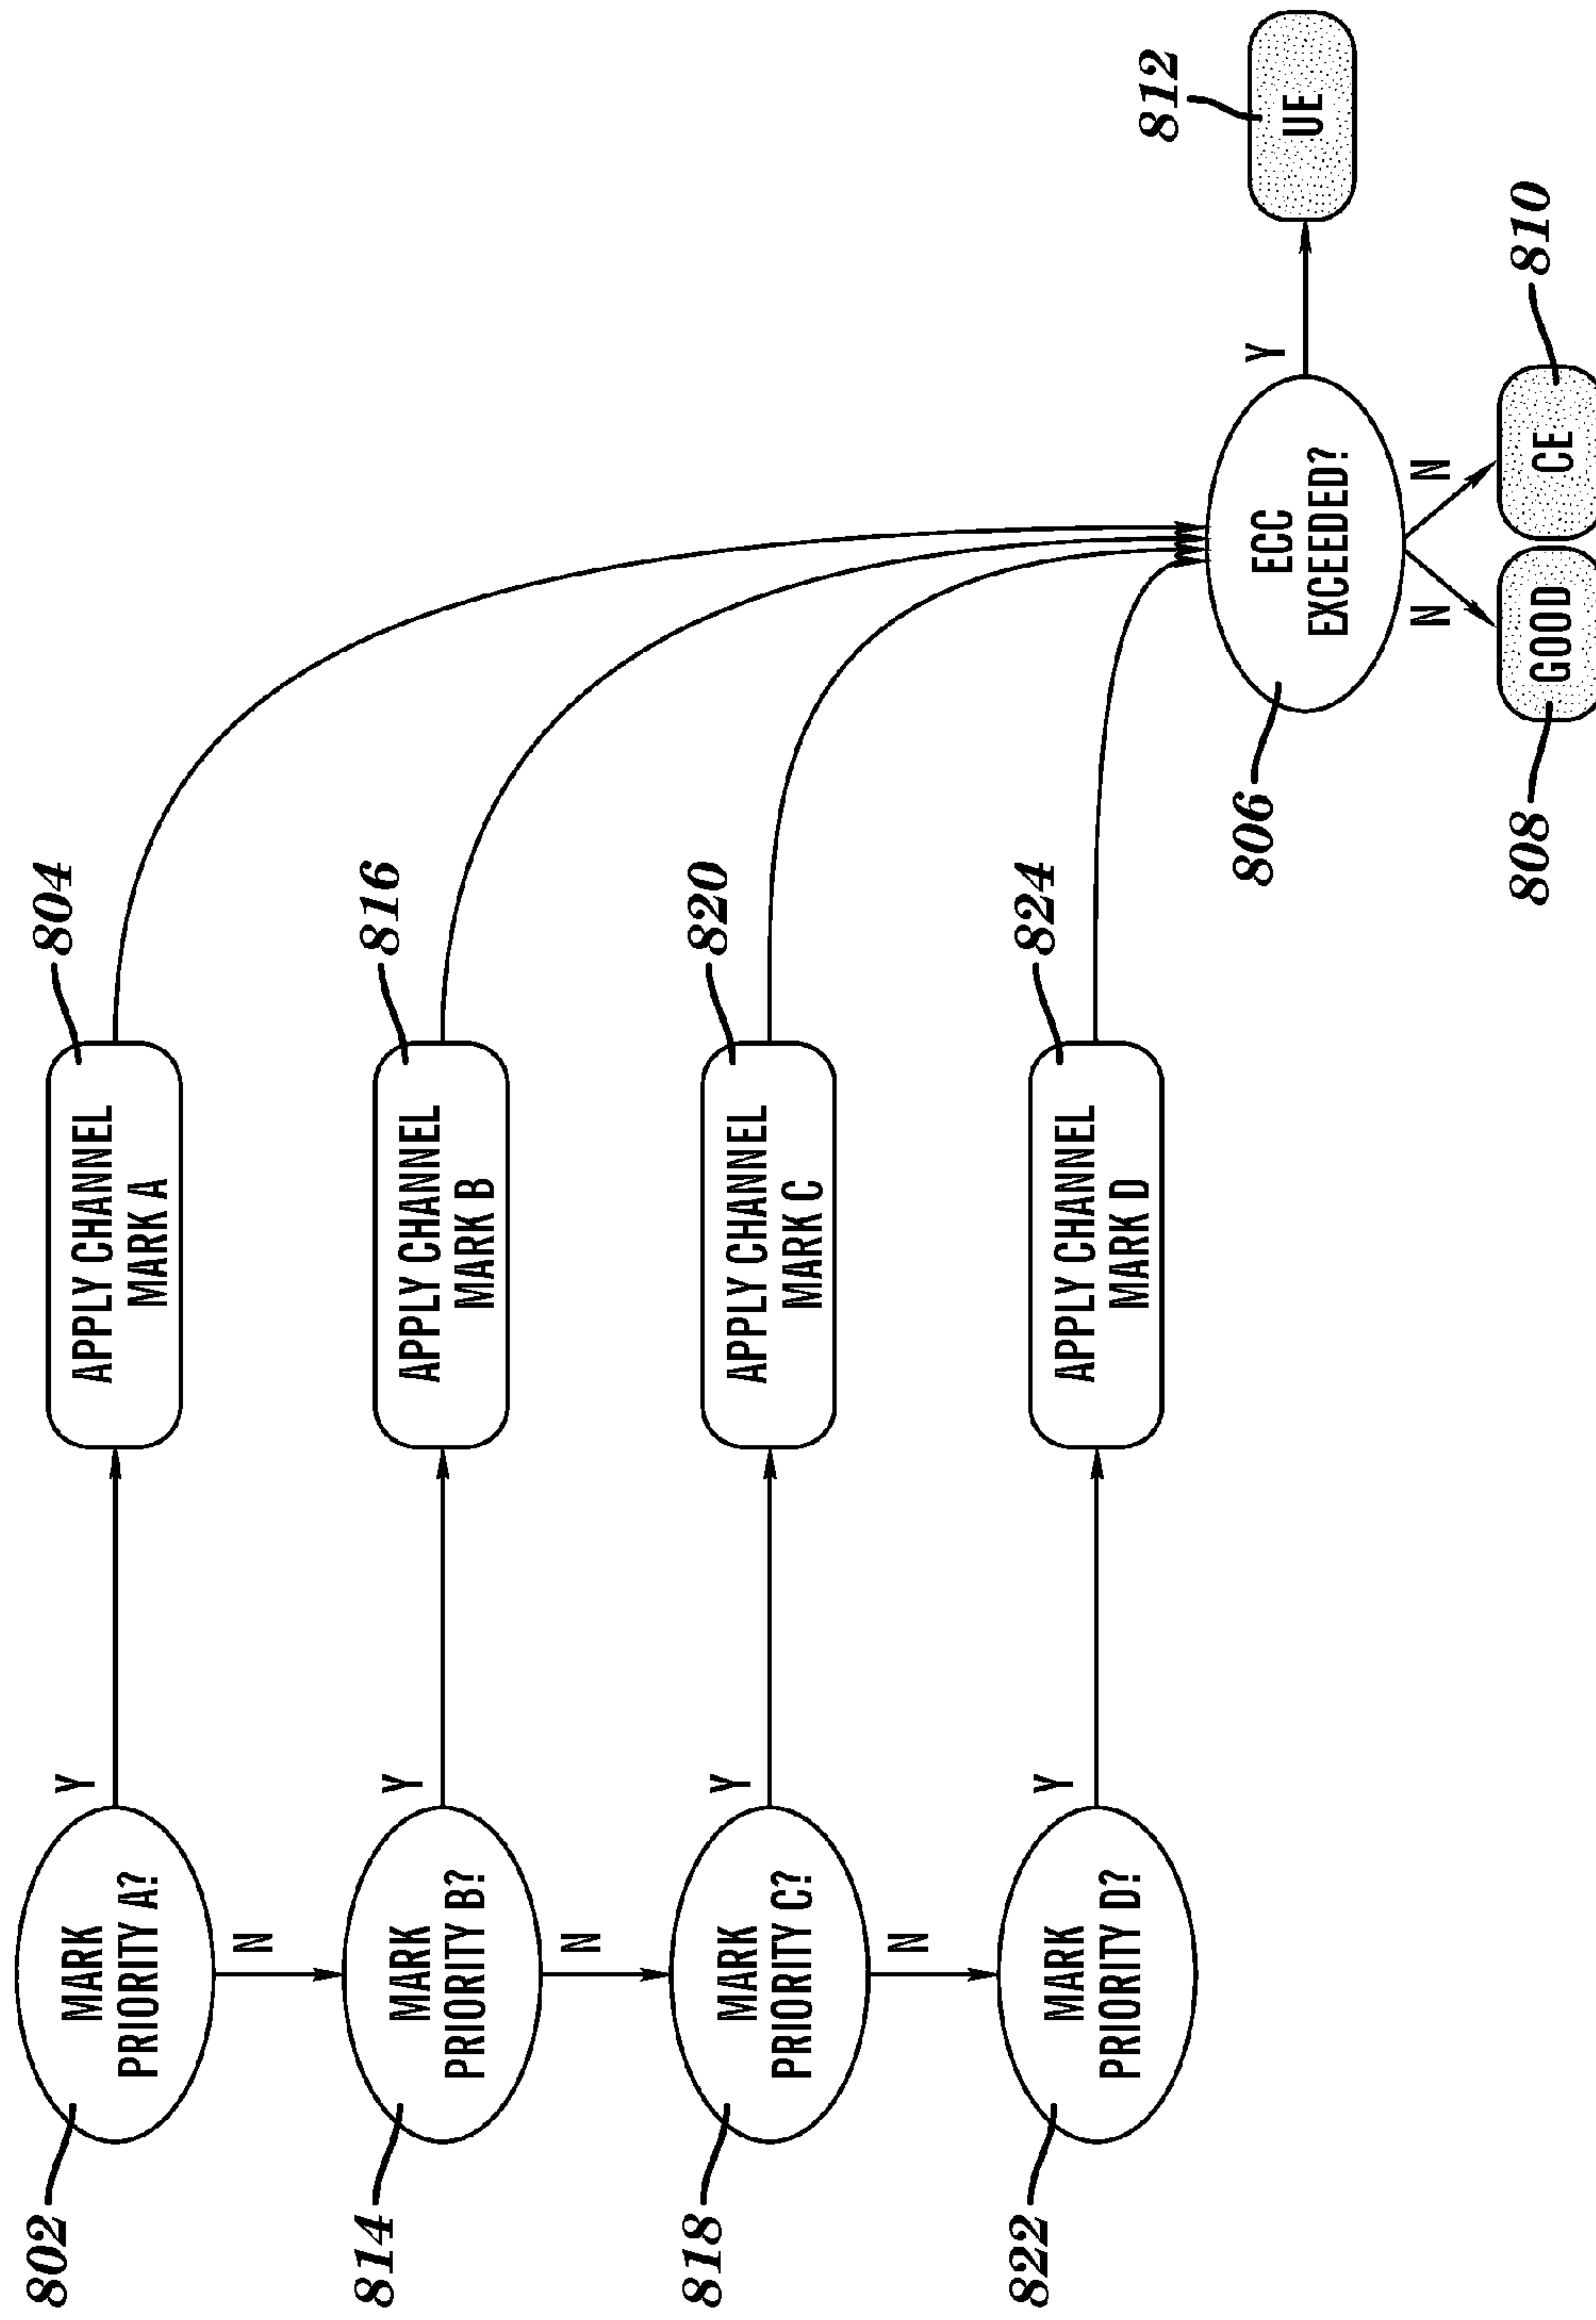 802
MARK
PRIORITY A?
Y
N
APPLY CHANNEL
MARK A
804
814
MARK
PRIORITY B?
Y
N
APPLY CHANNEL
MARK B
816
818
MARK
PRIORITY C?
Y
N
APPLY CHANNEL
MARK C
820
822
MARK
PRIORITY D?
Y
APPLY CHANNEL
MARK D
824
806
ECC
EXCEEDED?
Y
UE
812
N
N
808
GOOD
CE
810